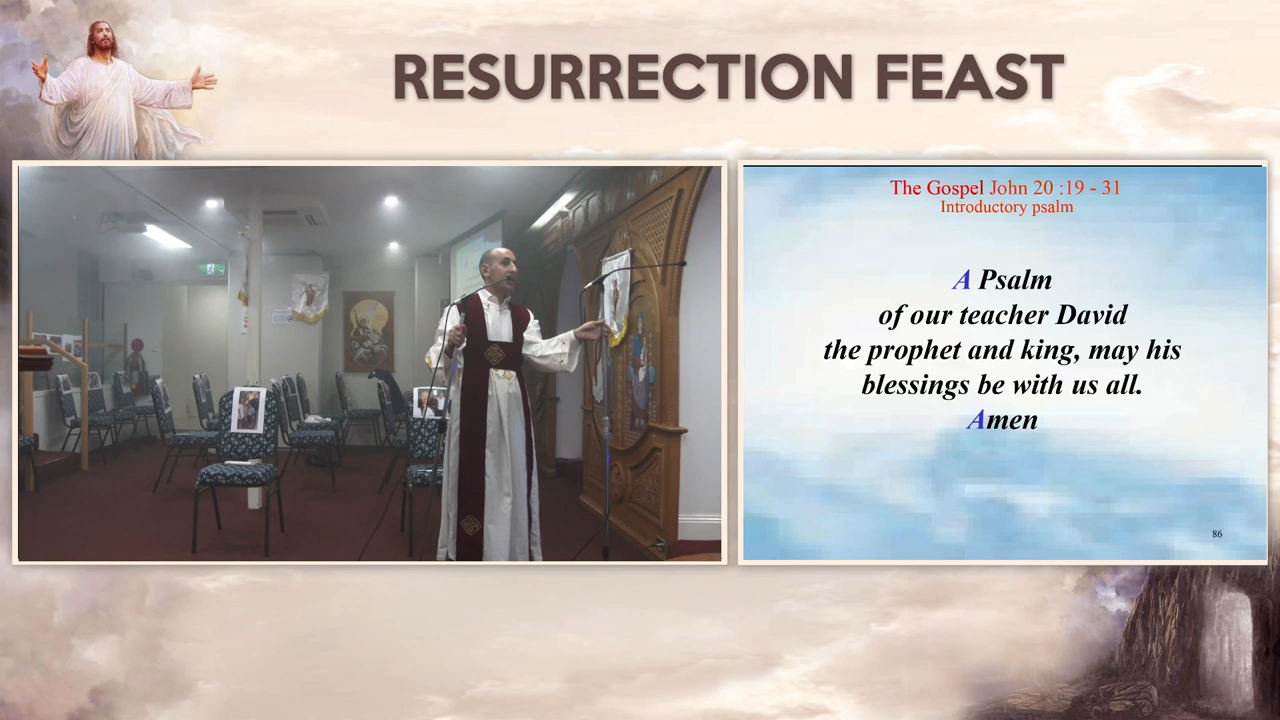 RESURRECTION FEAST
The Gospel John 20 :19 - 31
Introductory psalm
A Psalm
of our teacher David
the prophet and king, may his
blessings be with us all.
Amen
86